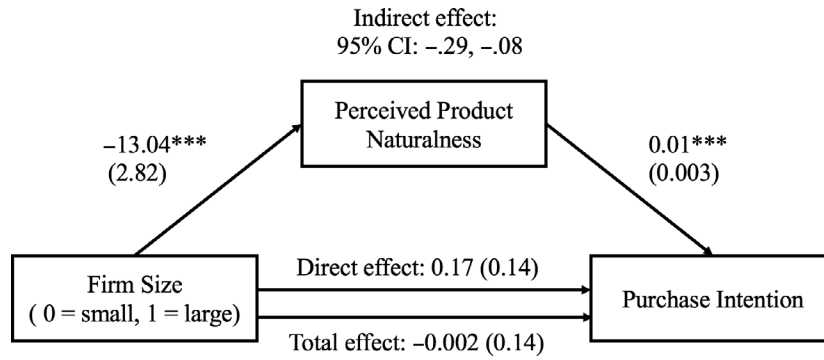 Indirect effect:
95% CI: −.29, −.08
Perceived Product
Naturalness
−13.04***
(2.82)
0.01***
(0.003)
Firm Size
( 0 = small, 1 = large)
Direct effect: 0.17 (0.14)
Total effect: −0.002 (0.14)
Purchase Intention